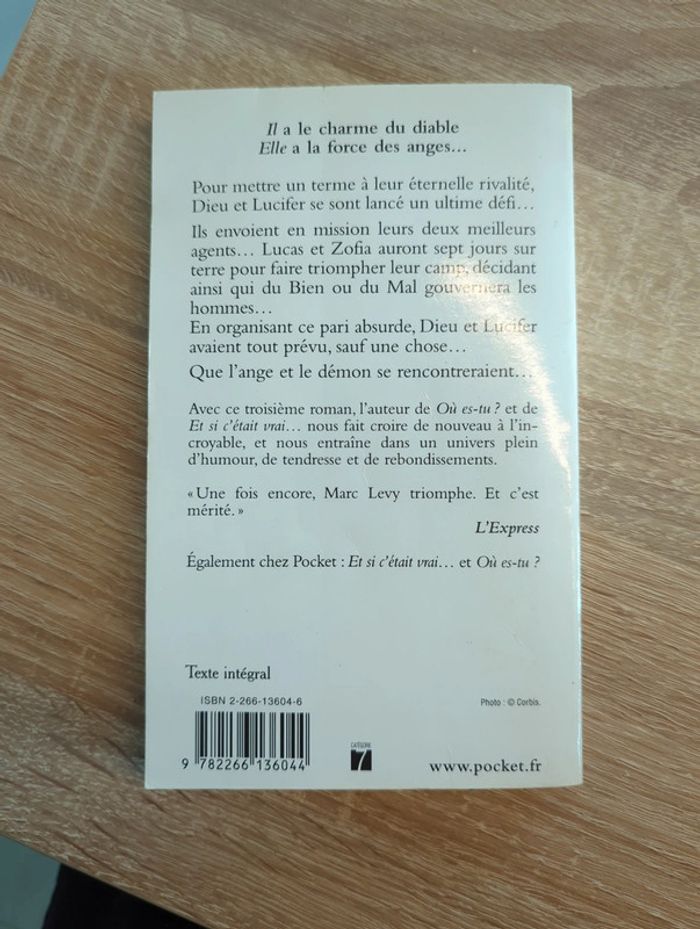 Il a le charme du diable
Elle a la force des anges…
Pour mettre un terme à leur éternelle rivalité,
Dieu et Lucifer se sont lancé un ultime défi…
Ils envoient en mission leurs deux meilleurs
agents… Lucas et Zofia auront sept jours sur
terre pour faire triompher leur camp, décidant
ainsi qui du Bien ou du Mal gouvernera les
hommes…
En organisant ce pari absurde, Dieu et Lucifer
avaient tout prévu, sauf une chose…
Que l'ange et le démon se rencontreraient…
Avec ce troisième roman, l'auteur de Où es-tu ? et de
Et si c'était vrai… nous fait croire de nouveau à l'in-
croyable, et nous entraîne dans un univers plein
d'humour, de tendresse et de rebondissements.
« Une fois encore, Marc Levy triomphe. Et c'est
mérité. »
L'Express
Également chez Pocket : Et si c'était vrai… et Où es-tu ?
Texte intégral
ISBN 2-266-13604-6
Photo : © Corbis.
9 782266 136044
CATÉGORIE
7
www.pocket.fr